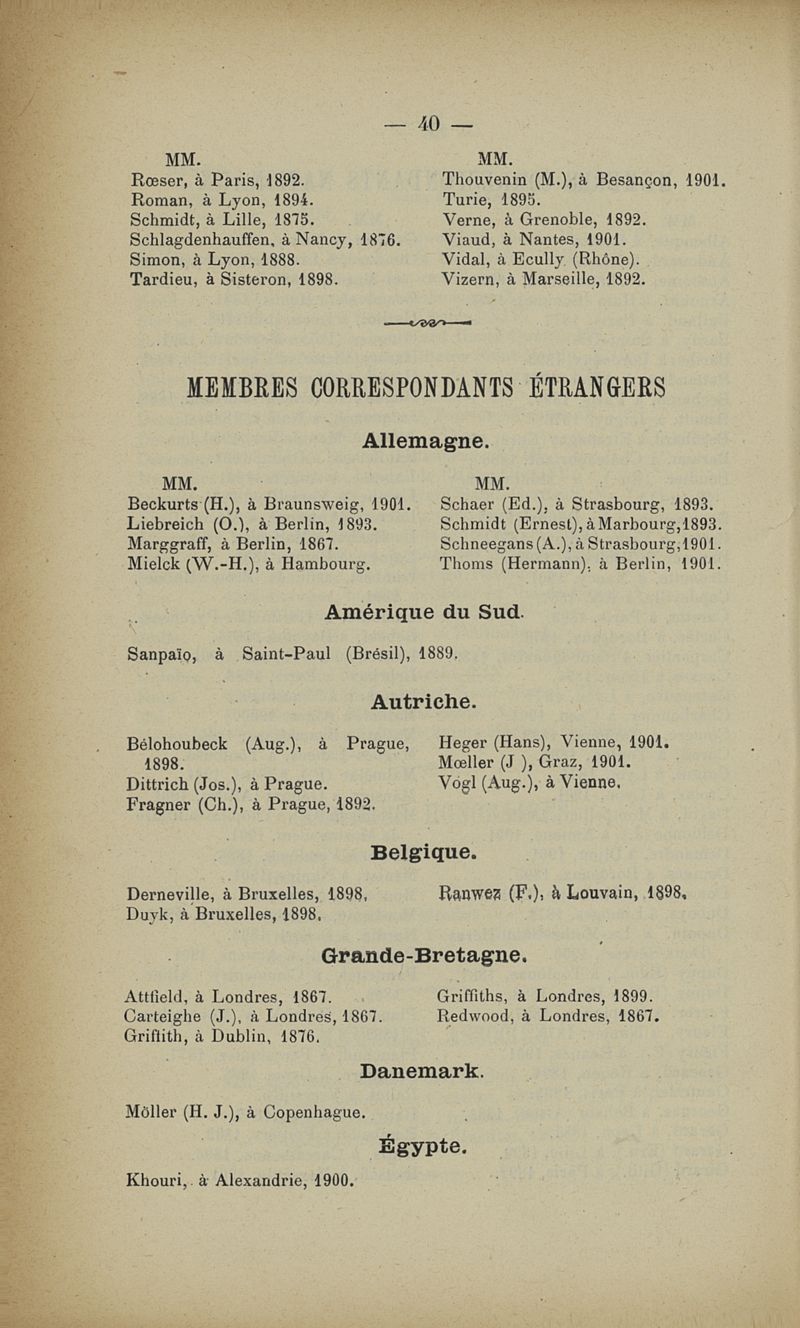 — 40 —
MM.
Rœser, à Paris, 1892.
Roman, à Lyon, 1894.
Schmidt, à Lille, 1875.
Schlagdenhauffen, à Nancy, 1876.
Simon, à Lyon, 1888.
Tardieu, à Sisteron, 1898.
MM.
Thouvenin (M.), à Besançon, 1901.
Turie, 1895.
Verne, à Grenoble, 1892.
Viaud, à Nantes, 1901.
Vidal, à Ecully (Rhône).
Vizern, à Marseille, 1892.
MEMBRES CORRESPONDANTS ÉTRANGERS
Allemagne.
MM.
Beckurts (H.), à Braunsweig, 1901.
Liebreich (O.), à Berlin, 1893.
Marggraff, à Berlin, 1867.
Mielck (W.-H.), à Hambourg.
MM.
Schaer (Ed.), à Strasbourg, 1893.
Schmidt (Ernest), à Marbourg, 1893.
Schneegans (A.), à Strasbourg, 1901.
Thoms (Hermann), à Berlin, 1901.
Amérique du Sud.
Sanpaïo, à Saint-Paul (Brésil), 1889.
Autriche.
Bélohoubeck (Aug.), à Prague,
1898.
Dittrich (Jos.), à Prague.
Fragner (Ch.), à Prague, 1892.
Heger (Hans), Vienne, 1901.
Mœller (J ), Graz, 1901.
Vogl (Aug.), à Vienne.
Belgique.
Derneville, à Bruxelles, 1898,
Duyk, à Bruxelles, 1898.
Ranwez (F.), à Louvain, 1898.
Grande-Bretagne.
Attfield, à Londres, 1867.
Carteighe (J.), à Londres, 1867.
Griffith, à Dublin, 1876.
Griffiths, à Londres, 1899.
Redwood, à Londres, 1867.
Danemark.
Möller (H. J.), à Copenhague.
Égypte.
Khouri, à Alexandrie, 1900.